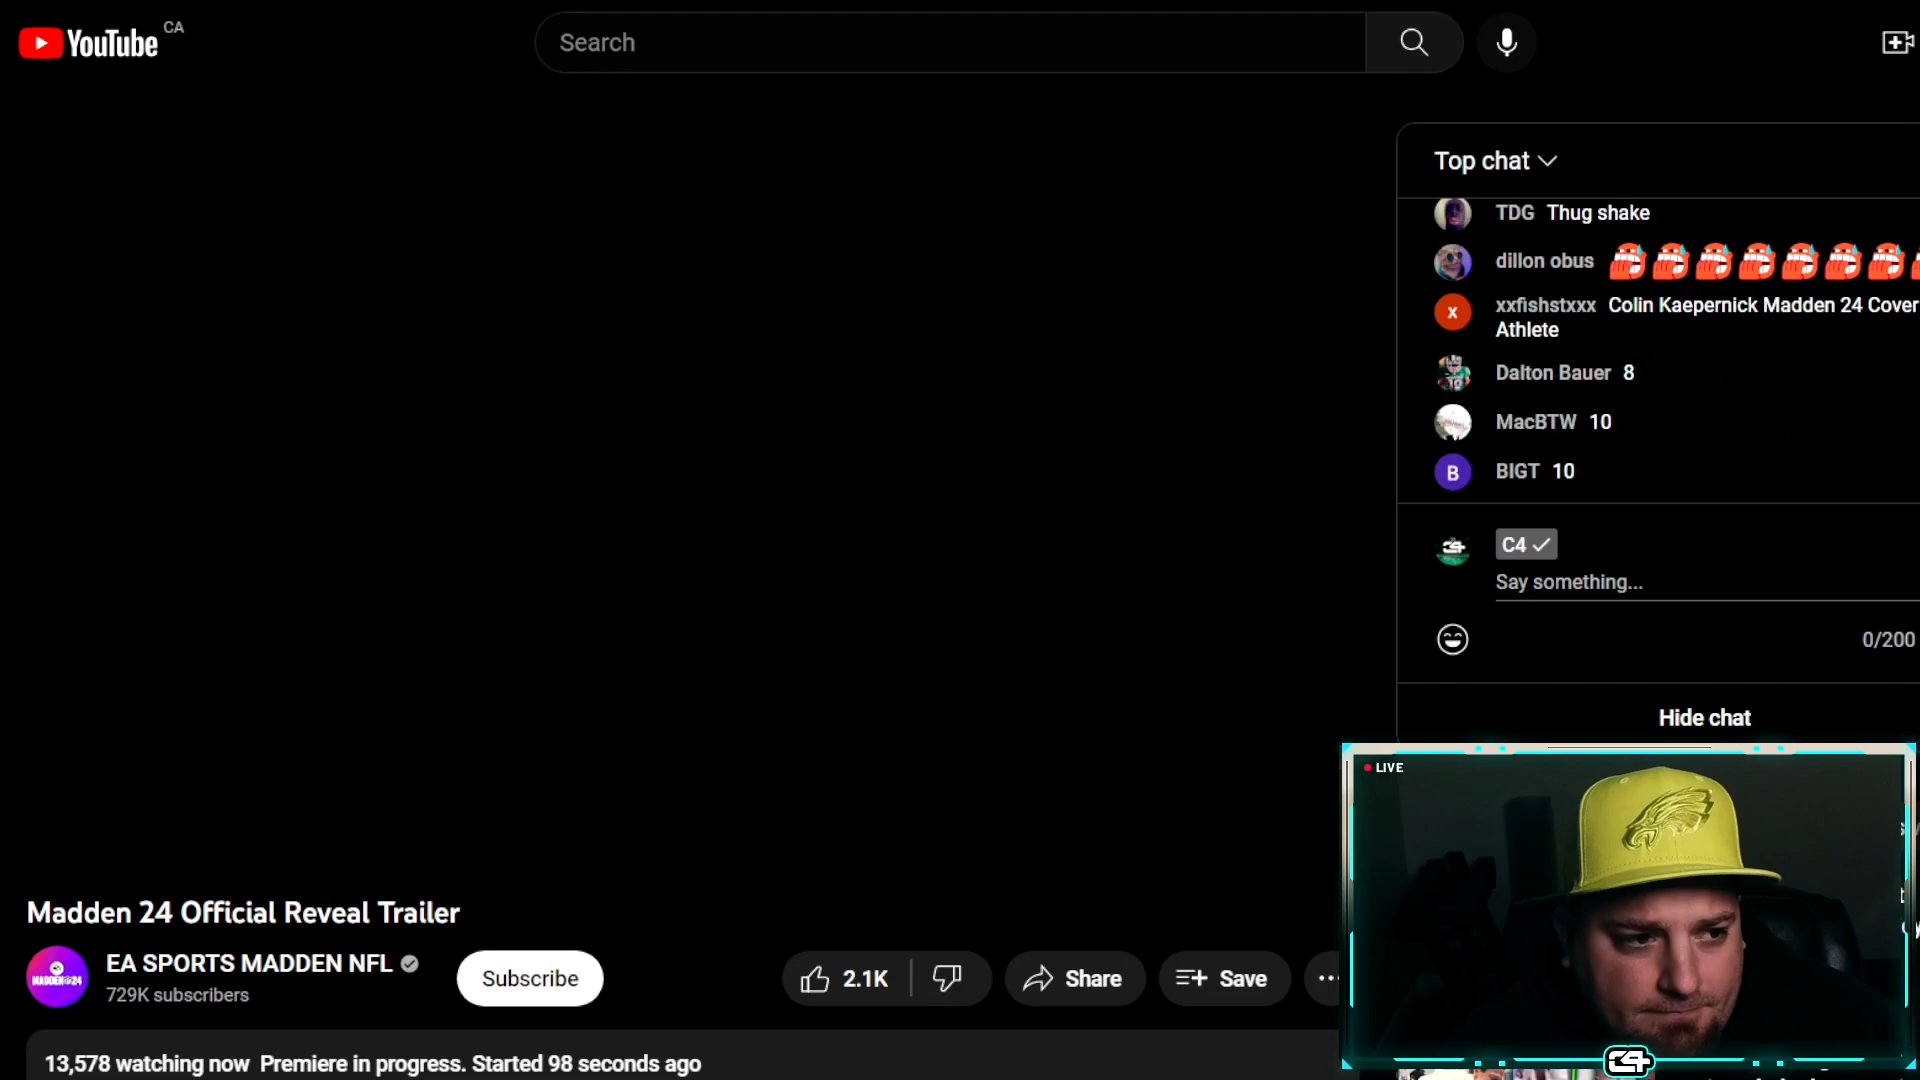 YouTube CA
Search
Top chat
TDG Thug shake
dillon obus
X
xxfishstxxx Colin Kaepernick Madden 24 Cover
Athlete
Dalton Bauer 8
MacBTW 10
B
BIGT 10
C4
Say something...
0/200
Hide chat
LIVE
Madden 24 Official Reveal Trailer
EA SPORTS MADDEN NFL
MADDEN 24
729K subscribers
Subscribe
2.1K
Share
Save
13,578 watching now Premiere in progress. Started 98 seconds ago
C4